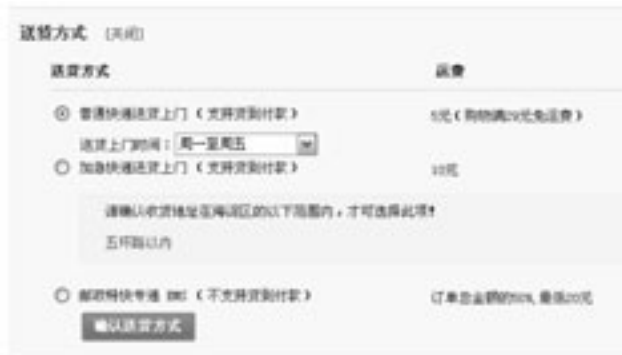 送货方式 [关闭]
送货方式 运费
普通快递送货上门（支持货到付款） 5元（购物满29元免运费）
送货上门时间：周一至周五
加急快递送货上门（支持货到付款） 10元
请确认收货地址在海淀区的以下范围内，才可选择此项！
五环路以内
邮政特快专递 EMS（不支持货到付款） 订单总金额的50%，最低20元
确认送货方式